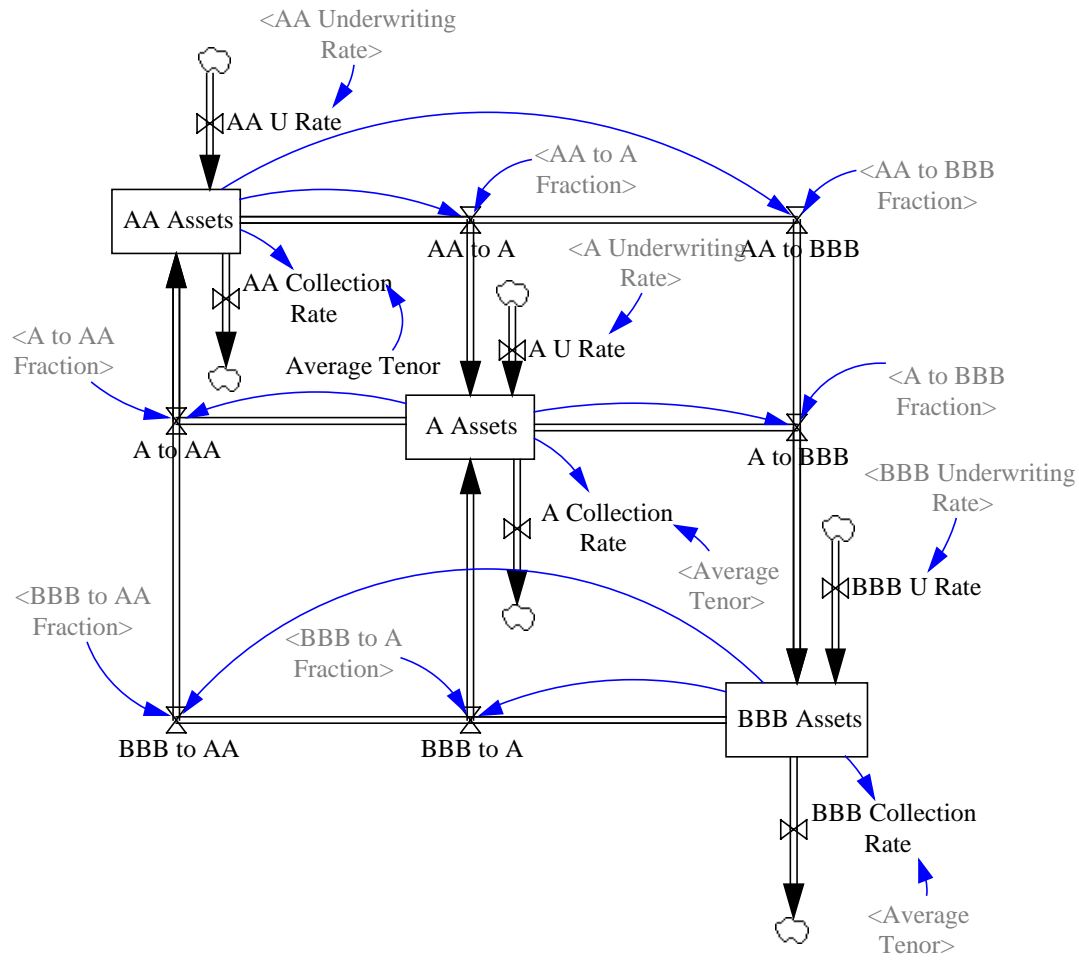 <AA Underwriting
Rate>
AA U Rate
<AA to A
Fraction>
<AA to BBB
Fraction>
AA Assets
AA to A
AA to BBB
<A Underwriting
Rate>
AA Collection
Rate
<A to AA
Fraction>
Average Tenor
A U Rate
<A to BBB
Fraction>
A to AA
A Assets
A to BBB
<BBB Underwriting
Rate>
A Collection
Rate
<Average
Tenor>
BBB U Rate
<BBB to AA
Fraction>
<BBB to A
Fraction>
BBB to AA
BBB to A
BBB Assets
BBB Collection
Rate
<Average
Tenor>